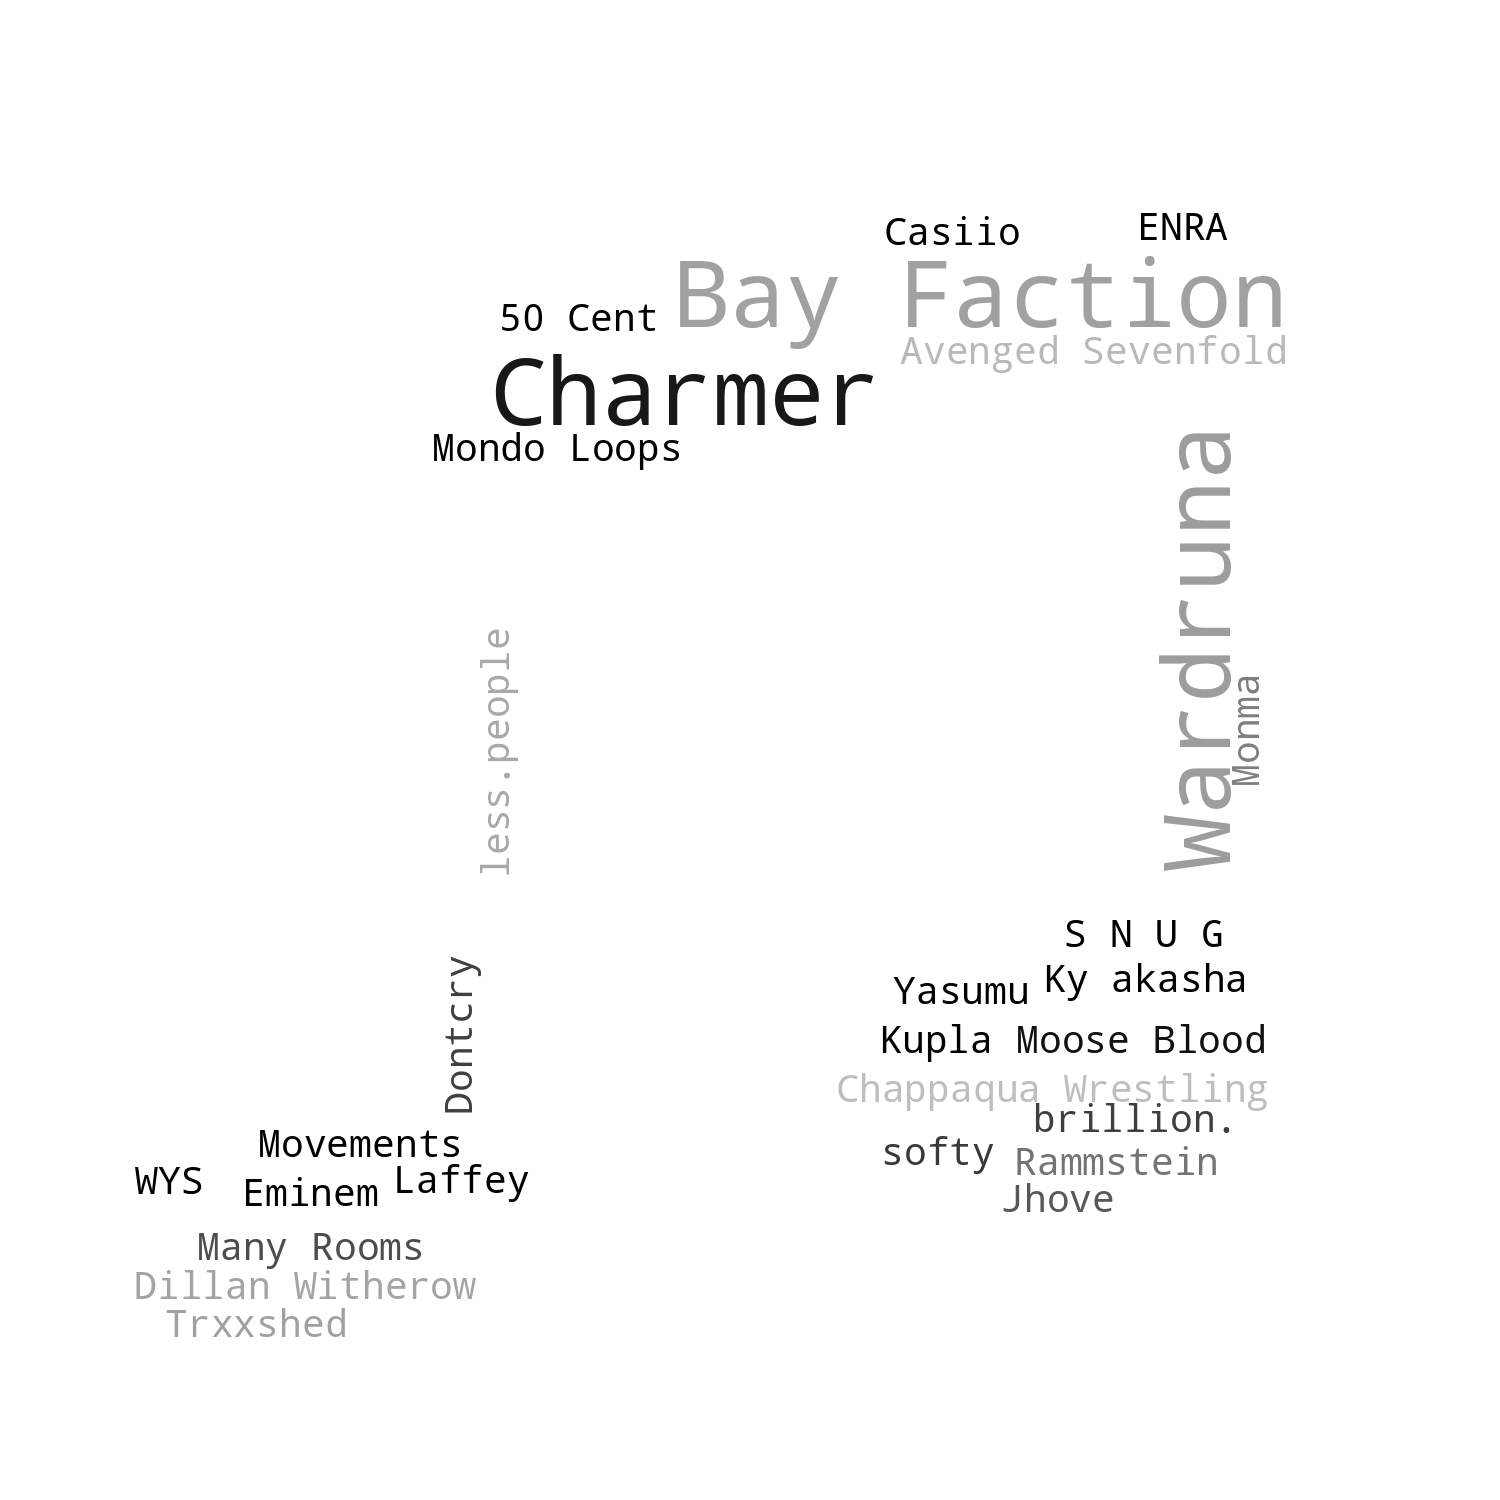 Casiio
ENRA
Bay Faction
50 Cent
Avenged Sevenfold
Charmer
Mondo Loops
Wardruna
less.people
Monma
S N U G
Dontcry
Yasumu
Ky akasha
Kupla
Moose Blood
Chappaqua Wrestling
brillion.
Movements
softy
Rammstein
WYS
Eminem
Laffey
Jhove
Many Rooms
Dillan Witherow
Trxxshed